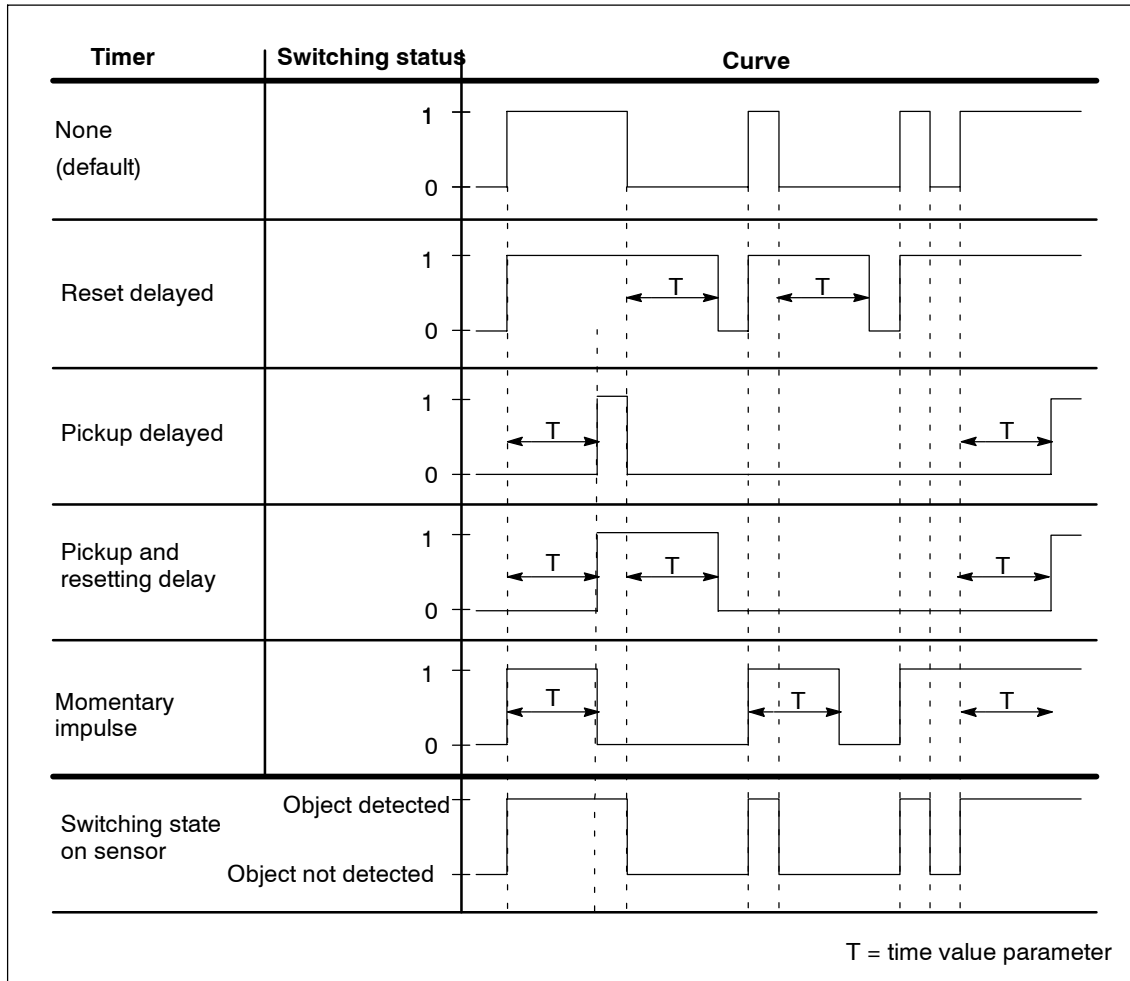 Timer Switching status Curve
None
(default)
1
0
Reset delayed
1
T T
0
Pickup delayed
1
T T
0
Pickup and
resetting delay
1
T T T
0
Momentary
impulse
1
T T T
0
Switching state
on sensor
Object detected
Object not detected
T = time value parameter